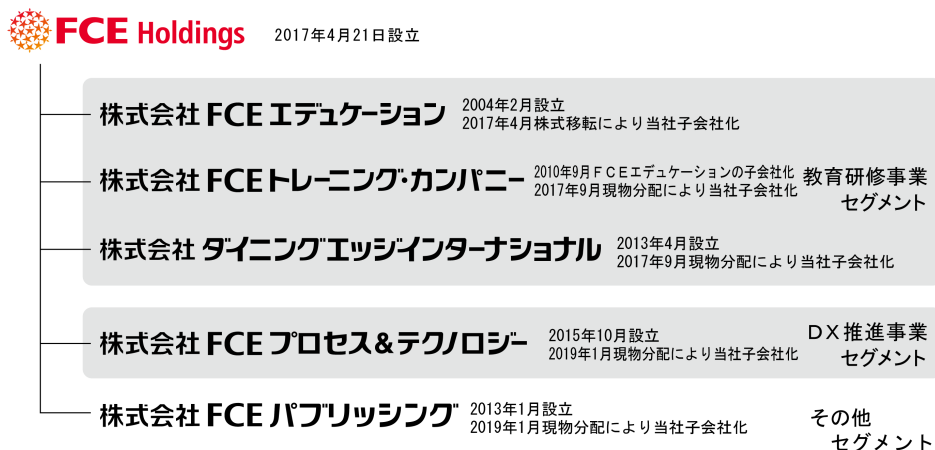 FCE Holdings 2017年4月21日設立
株式会社 FCE エデュケーション
2004年2月設立
2017年4月株式移転により当社子会社化
株式会社 FCE トレーニング・カンパニー
2010年9月ＦＣＥエデュケーションの子会社化
2017年9月現物分配により当社子会社化
教育研修事業
セグメント
株式会社 ダイニングエッジインターナショナル
2013年4月設立
2017年9月現物分配により当社子会社化
株式会社 FCE プロセス&テクノロジー
2015年10月設立
2019年1月現物分配により当社子会社化
ＤＸ推進事業
セグメント
株式会社 FCE パブリッシング
2013年1月設立
2019年1月現物分配により当社子会社化
その他
セグメント